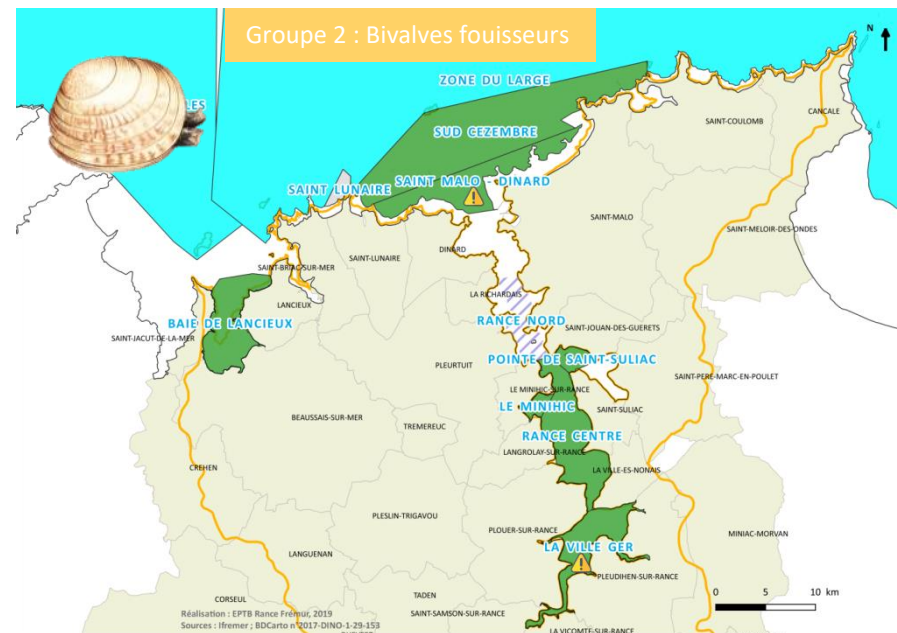 Groupe 2 : Bivalves fouisseurs
N
ZONE DU LARGE
CANCALE
SAINT-COULOMB
LES
SUD CEZEMBRE
SAINT LUNAIRE
SAINT MALO - DINARD
SAINT-MALO
SAINT-MELOIR-DES-ONDES
DINARD
SAINT-LUNAIRE
SAINT-BRIAC-SUR-MER
LA RICHARDAIS
LANCIEUX
BAIE DE LANCIEUX
RANCE NORD
SAINT-JOUAN-DES-GUERETS
SAINT-JACUT-DE-LA-MER
POINTE DE SAINT-SULIAC
PLEURTUIT
SAINT-PERE-MARC-EN-POULET
LE MINIHIC-SUR-RANCE
LE MINIHIC
SAINT-SULIAC
BEAUSSAIS-SUR-MER
TREMEREUC
RANCE CENTRE
LANGROLAY-SUR-RANCE
CREHEN
LA VILLE-ES-NONAIS
PLESLIN-TRIGAVOU
PLOUER-SUR-RANCE
MINIAC-MORVAN
LA VILLE GER
LANGUENAN
PLEUDIHEN-SUR-RANCE
TADEN
CORSEUL
SAINT-SAMSON-SUR-RANCE
0 5 10 km
Réalisation : EPTB Rance Frémur, 2019
Sources : Ifremer ; BDCarto n°2017-DINO-1-29-153
LA VICOMTE-SUR-RANCE